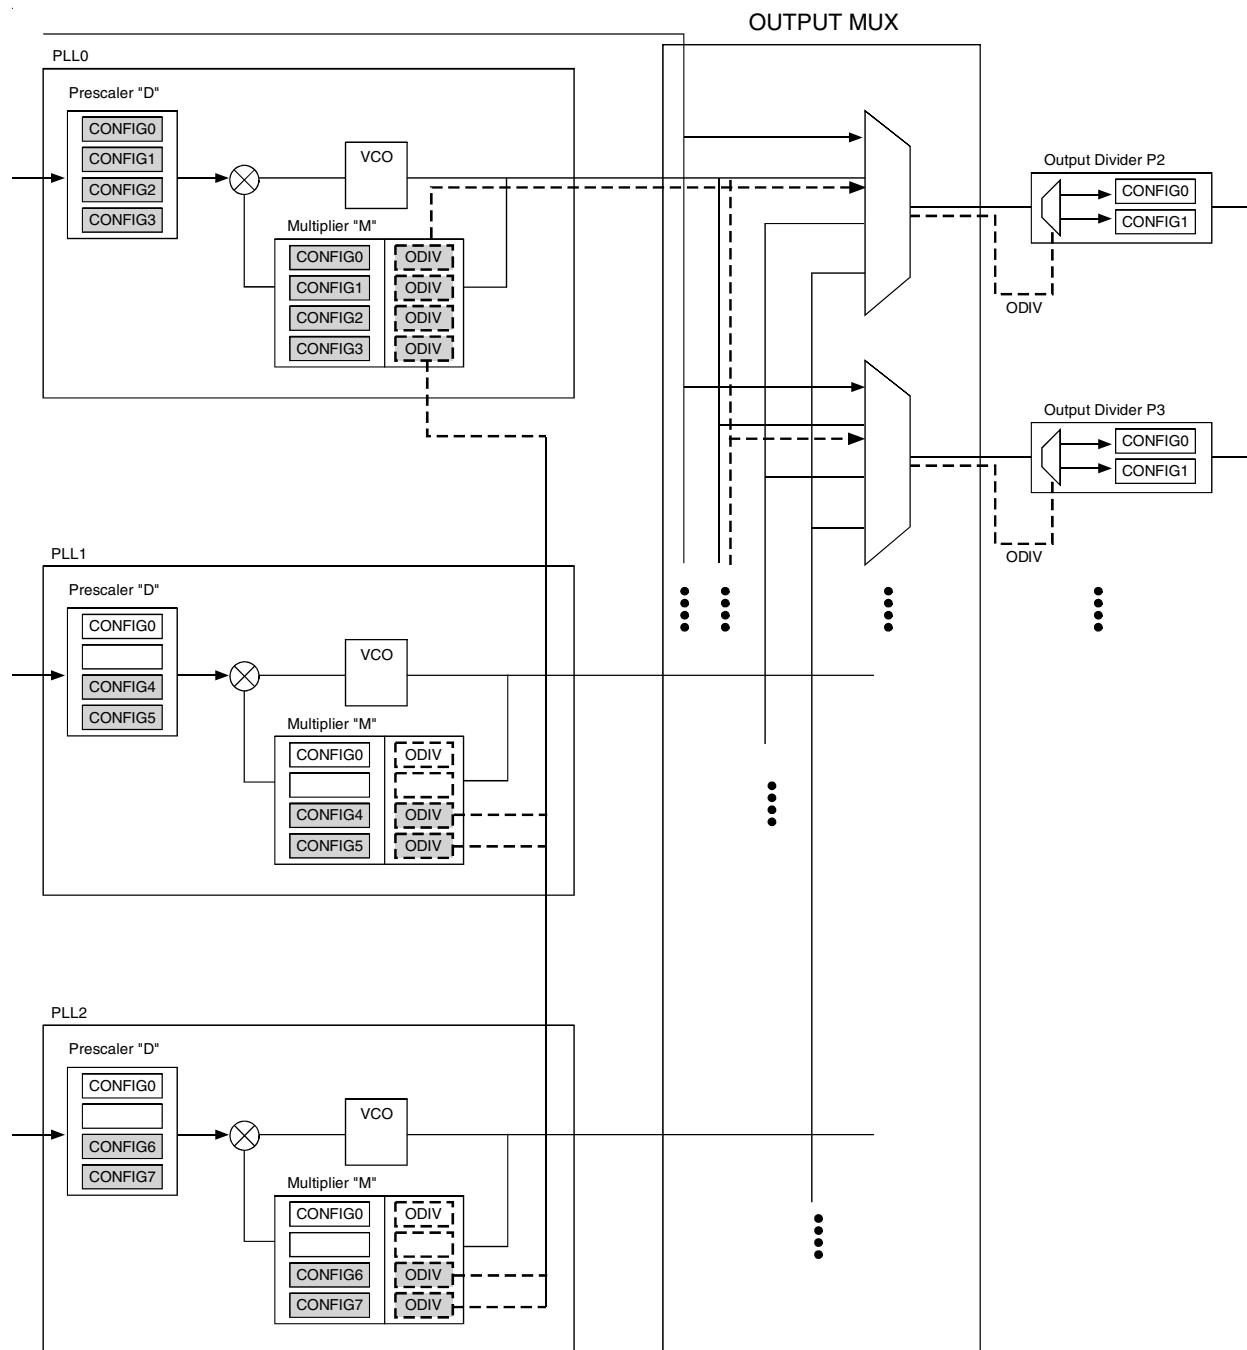 OUTPUT MUX
PLL0
Prescaler "D"
CONFIG0
CONFIG1
CONFIG2
CONFIG3
VCO
Multiplier "M"
CONFIG0 ODIV
CONFIG1 ODIV
CONFIG2 ODIV
CONFIG3 ODIV
Output Divider P2
CONFIG0
CONFIG1
ODIV
Output Divider P3
CONFIG0
CONFIG1
ODIV
PLL1
Prescaler "D"
CONFIG0
CONFIG4
CONFIG5
VCO
Multiplier "M"
CONFIG0 ODIV
CONFIG4 ODIV
CONFIG5 ODIV
PLL2
Prescaler "D"
CONFIG0
CONFIG6
CONFIG7
VCO
Multiplier "M"
CONFIG0 ODIV
CONFIG6 ODIV
CONFIG7 ODIV